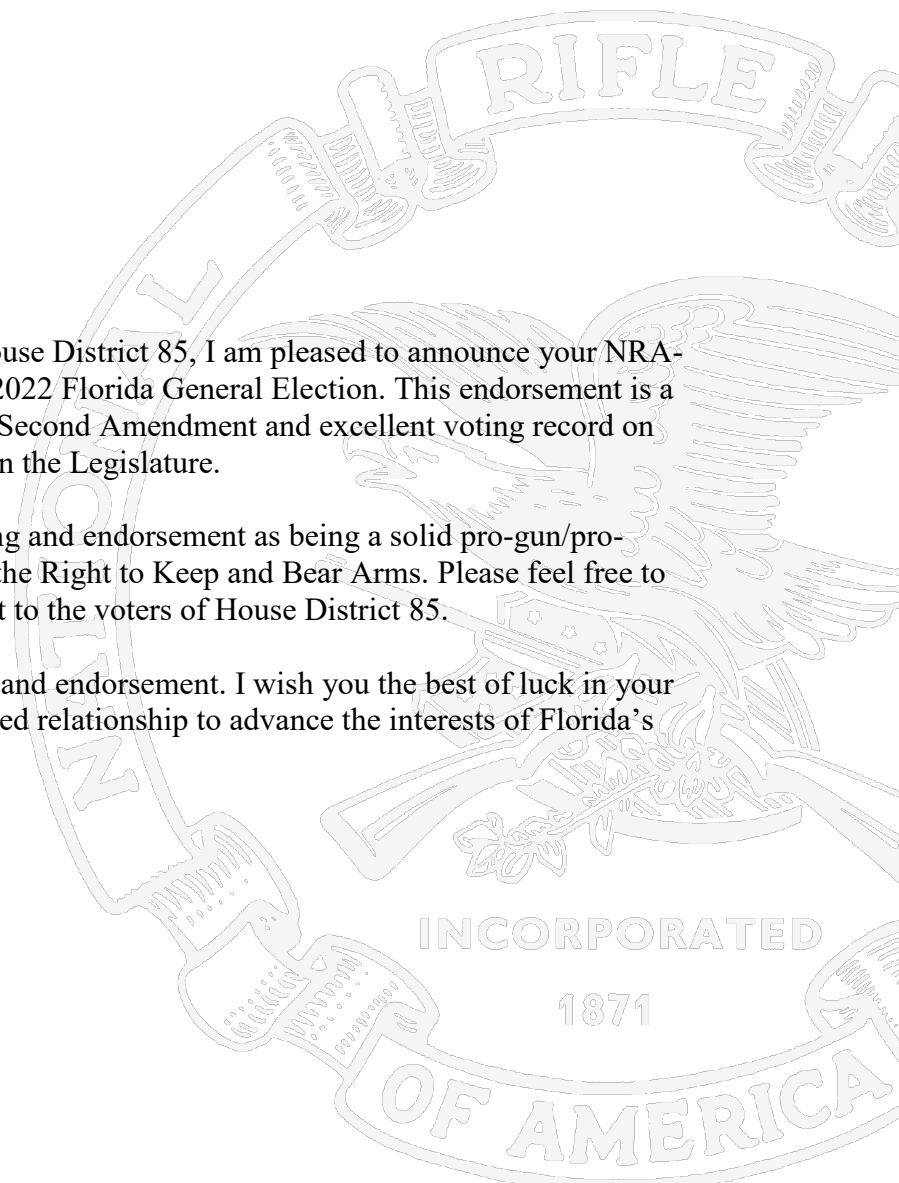 RIFLE
NATIONAL
ouse District 85, I am pleased to announce your NRA-
2022 Florida General Election. This endorsement is a
Second Amendment and excellent voting record on
n the Legislature.
ng and endorsement as being a solid pro-gun/pro-
the Right to Keep and Bear Arms. Please feel free to
t to the voters of House District 85.
and endorsement. I wish you the best of luck in your
ed relationship to advance the interests of Florida’s
INCORPORATED
1871
OF AMERICA